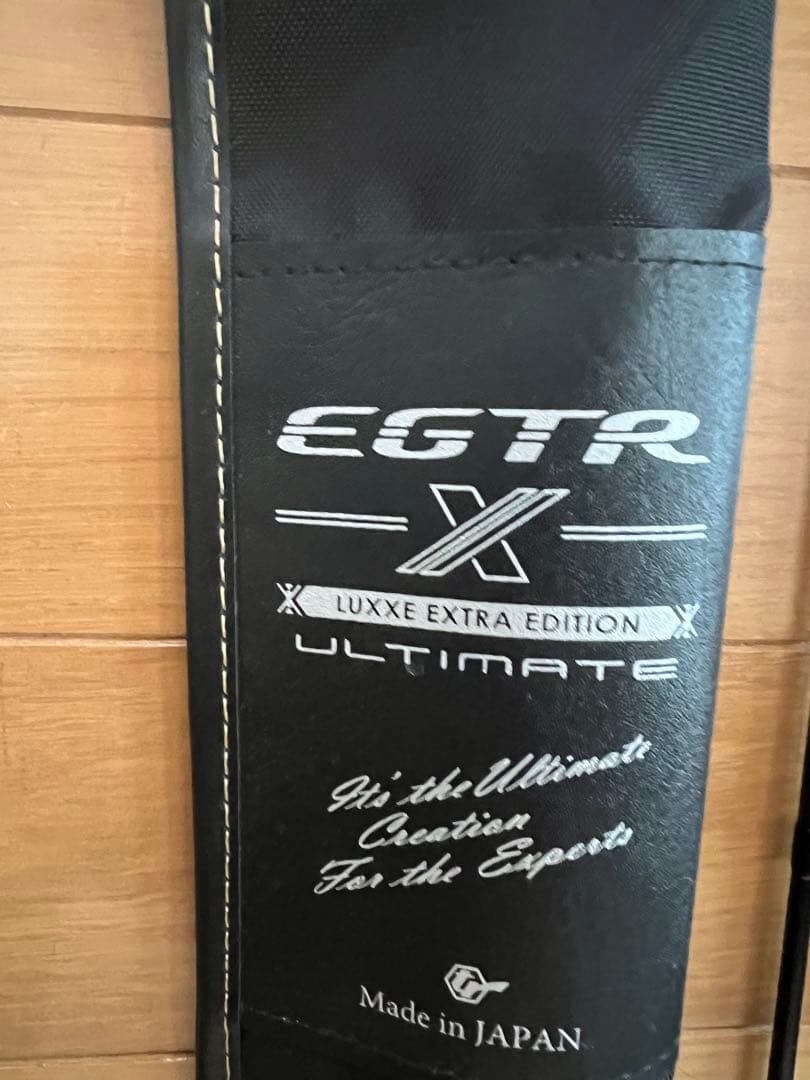 EGTR
X
LUXXE EXTRA EDITION
ULTIMATE
It's the Ultimate
Creation
For the Experts
Made in JAPAN